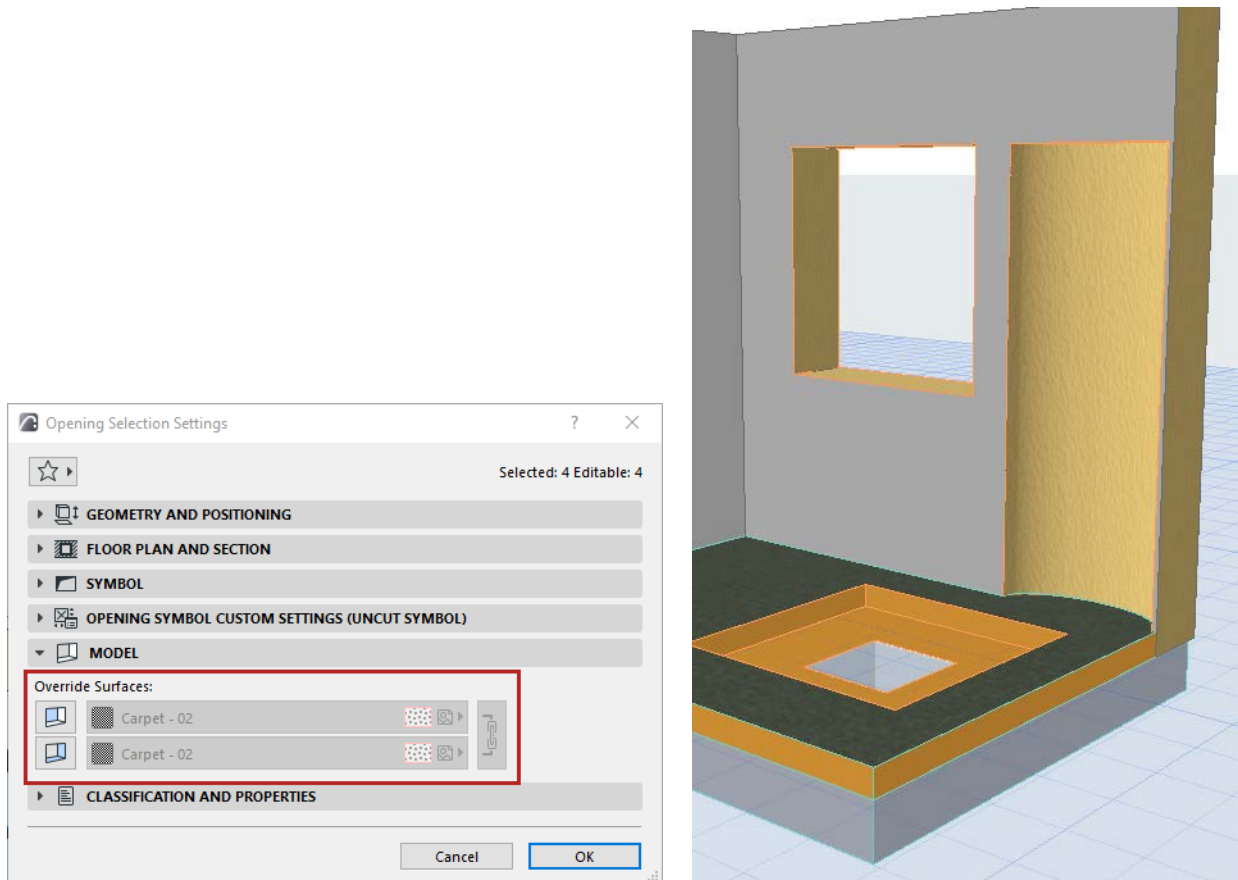 Opening Selection Settings
?
Selected: 4 Editable: 4
GEOMETRY AND POSITIONING
FLOOR PLAN AND SECTION
SYMBOL
OPENING SYMBOL CUSTOM SETTINGS (UNCUT SYMBOL)
MODEL
Override Surfaces:
Carpet - 02
Carpet - 02
CLASSIFICATION AND PROPERTIES
Cancel OK